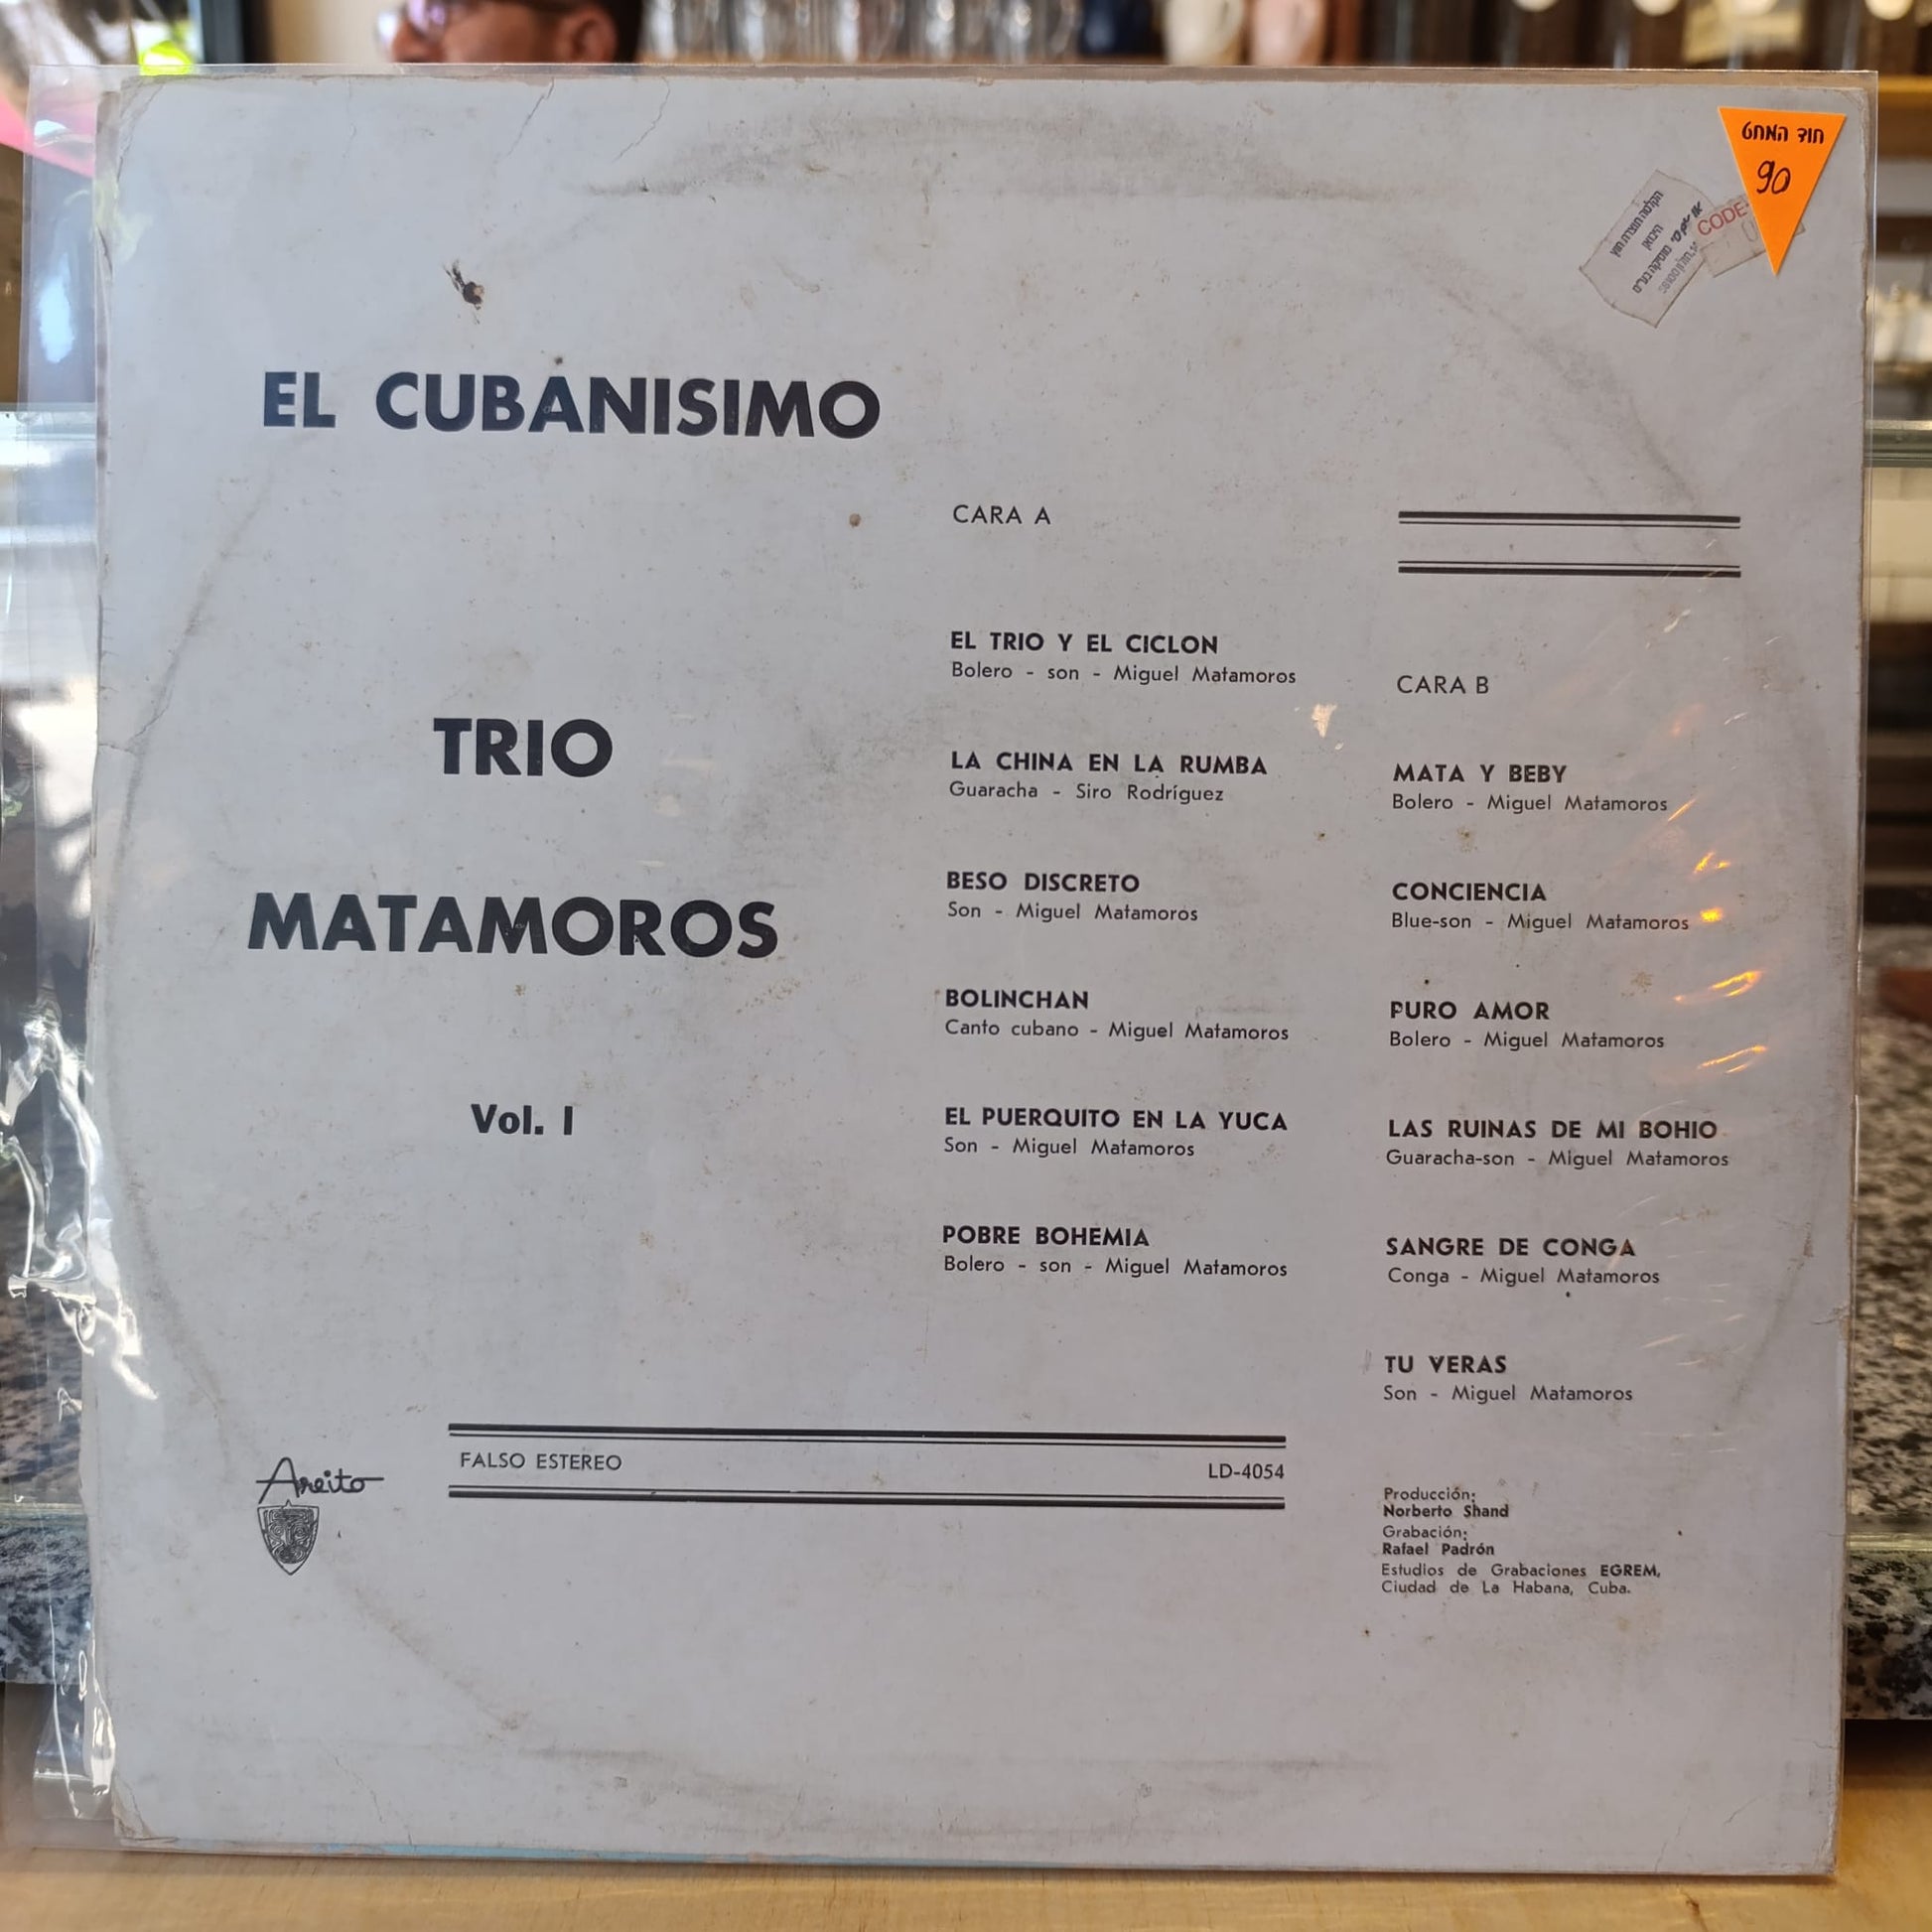 חוד המחט
90
CODE
EL CUBANISIMO
TRIO
MATAMOROS
Vol. I
CARA A
EL TRIO Y EL CICLON
Bolero - son - Miguel Matamoros
LA CHINA EN LA RUMBA
Guaracha - Siro Rodríguez
BESO DISCRETO
Son - Miguel Matamoros
BOLINCHAN
Canto cubano - Miguel Matamoros
EL PUERQUITO EN LA YUCA
Son - Miguel Matamoros
POBRE BOHEMIA
Bolero - son - Miguel Matamoros
CARA B
MATA Y BEBY
Bolero - Miguel Matamoros
CONCIENCIA
Blue-son - Miguel Matamoros
PURO AMOR
Bolero - Miguel Matamoros
LAS RUINAS DE MI BOHIO
Guaracha-son - Miguel Matamoros
SANGRE DE CONGA
Conga - Miguel Matamoros
TU VERAS
Son - Miguel Matamoros
Areito
FALSO ESTEREO
LD-4054
Producción:
Norberto Shand
Grabación:
Rafael Padrón
Estudios de Grabaciones EGREM,
Ciudad de La Habana, Cuba.